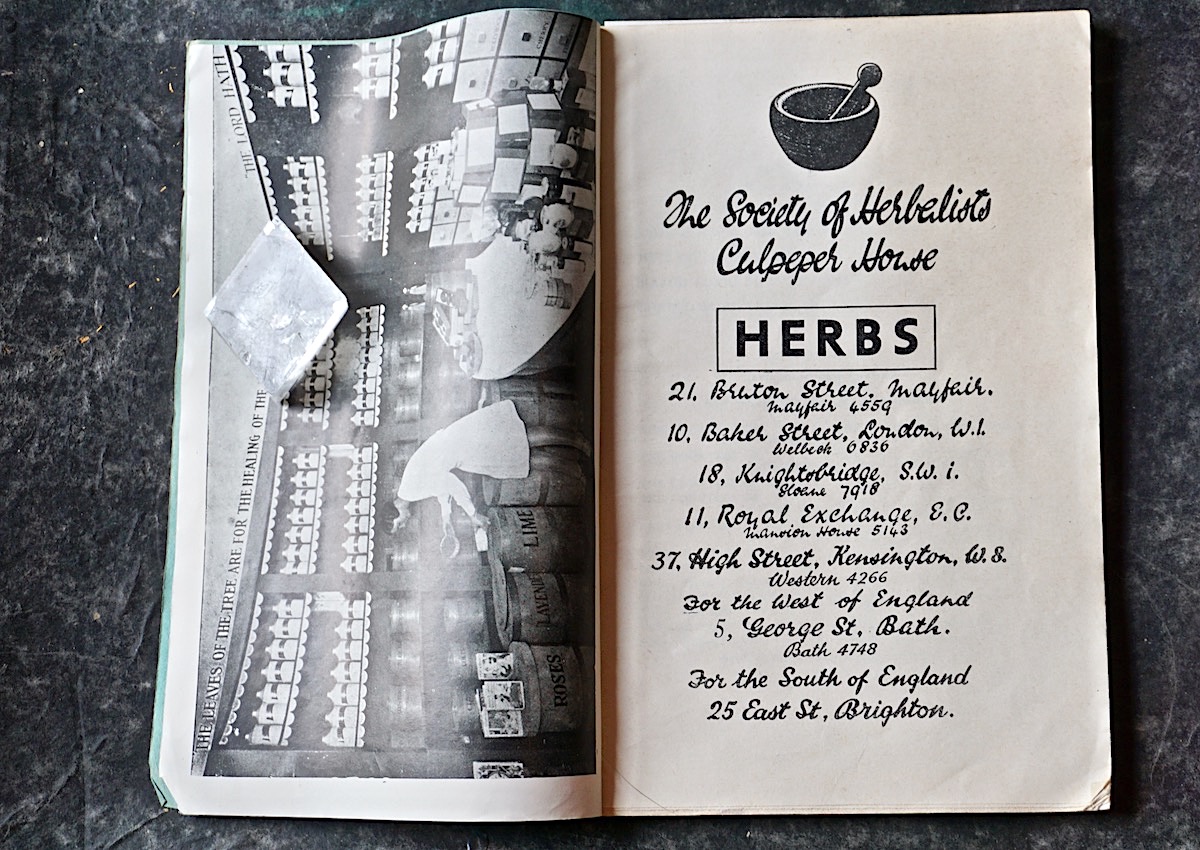 THE LEAVES OF THE TREE ARE FOR THE HEALING OF THE
THE LORD HATH
LIME
LAVENDE
ROSES
The Society of Herbalists
Culpeper House
HERBS
21, Bruton Street, Mayfair.
Mayfair 4559
10, Baker Street, London, W.1.
Welbeck 6836
18, Knightsbridge, S.W. 1.
Sloane 7918
11, Royal Exchange, E.C.
Mansion House 5143
37, High Street, Kensington, W.8.
Western 4266
For the West of England
5, George St, Bath.
Bath 4748
For the South of England
25 East St, Brighton.